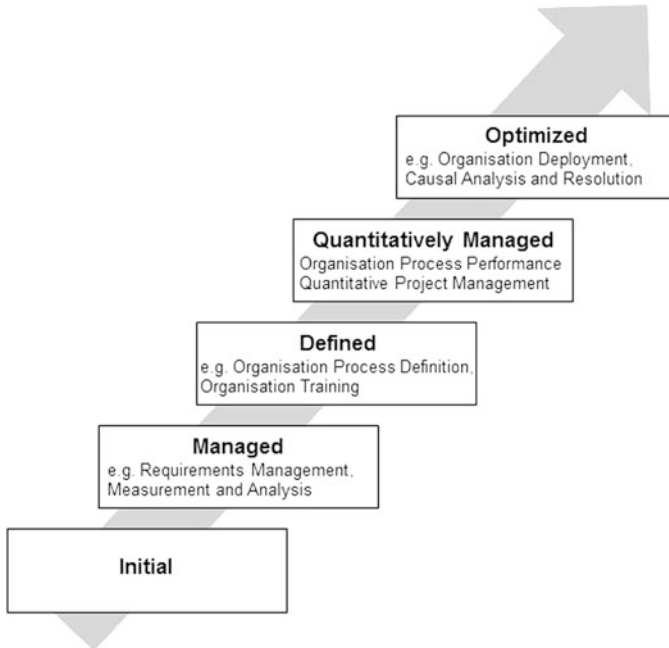 Optimized
e.g. Organisation Deployment,
Causal Analysis and Resolution
Quantitatively Managed
Organisation Process Performance
Quantitative Project Management
Defined
e.g. Organisation Process Definition,
Organisation Training
Managed
e.g. Requirements Management,
Measurement and Analysis
Initial